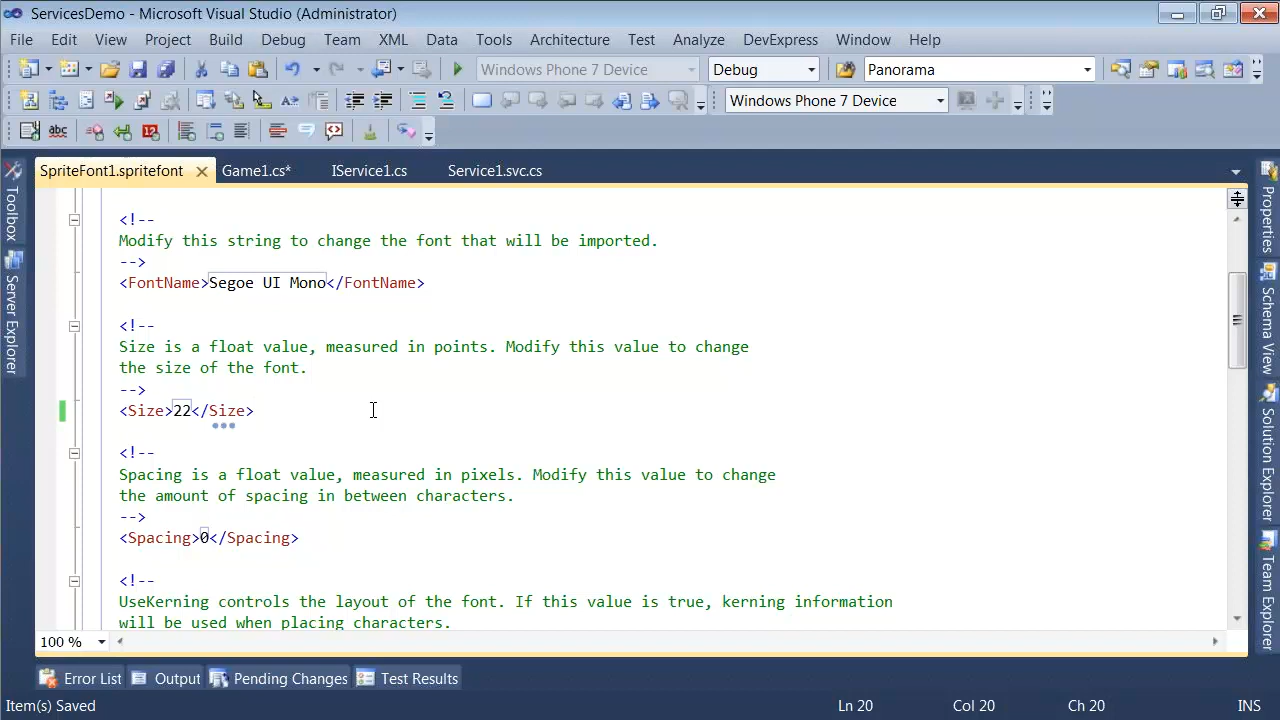 ServicesDemo - Microsoft Visual Studio (Administrator)
File Edit View Project Build Debug Team XML Data Tools Architecture Test Analyze DevExpress Window Help
Windows Phone 7 Device Debug Panorama
Windows Phone 7 Device
abc 12
SpriteFont1.spritefont Game1.cs* IService1.cs Service1.svc.cs
Toolbox
Server Explorer
<!--
Modify this string to change the font that will be imported.
-->
<FontName>Segoe UI Mono</FontName>
<!--
Size is a float value, measured in points. Modify this value to change
the size of the font.
-->
<Size>22</Size>
<!--
Spacing is a float value, measured in pixels. Modify this value to change
the amount of spacing in between characters.
-->
<Spacing>0</Spacing>
<!--
UseKerning controls the layout of the font. If this value is true, kerning information
will be used when placing characters.
Properties
Schema View
Solution Explorer
Team Explorer
100 %
Error List Output Pending Changes Test Results
Item(s) Saved Ln 20 Col 20 Ch 20 INS